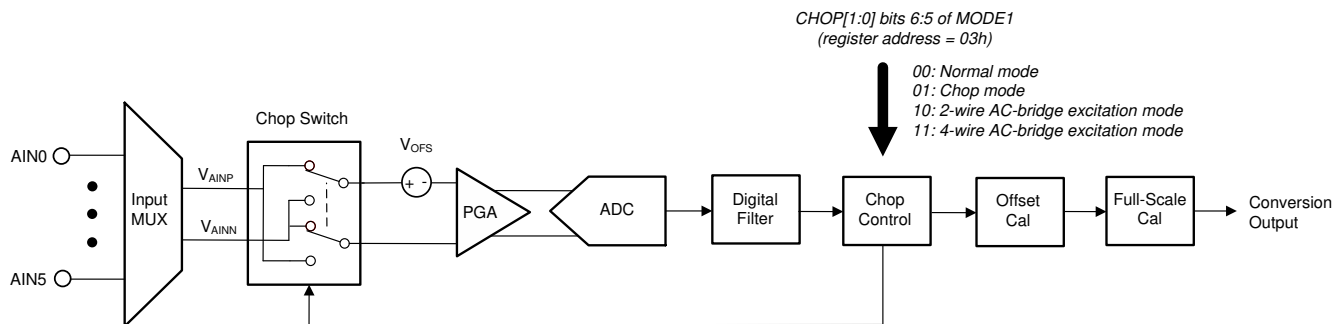 CHOP[1:0] bits 6:5 of MODE1
(register address = 03h)
00: Normal mode
01: Chop mode
10: 2-wire AC-bridge excitation mode
11: 4-wire AC-bridge excitation mode
Chop Switch
VOFS
AIN0
VAINP
+ -
Input
MUX
PGA
ADC
Digital
Filter
Chop
Control
Offset
Cal
Full-Scale
Cal
Conversion
Output
VAINN
AIN5